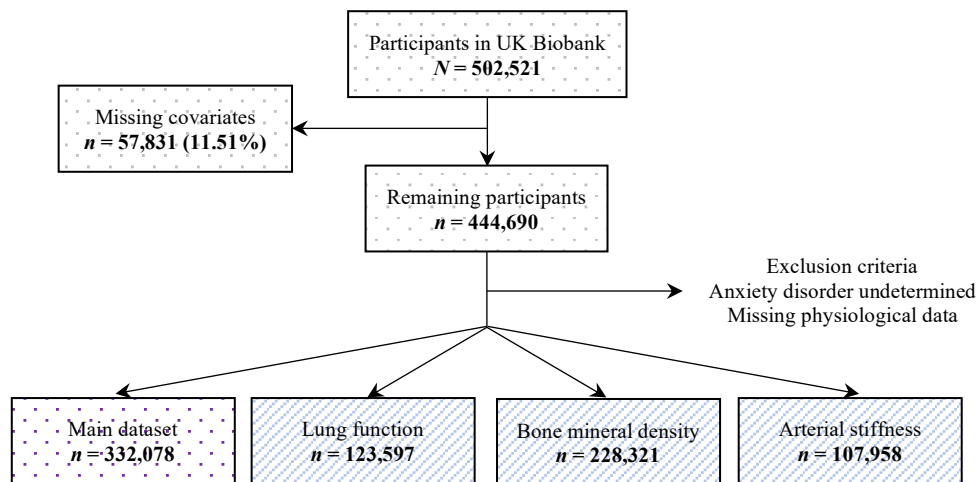 Participants in UK Biobank
N = 502,521
Missing covariates
n = 57,831 (11.51%)
Remaining participants
n = 444,690
Exclusion criteria
Anxiety disorder undetermined
Missing physiological data
Main dataset
n = 332,078
Lung function
n = 123,597
Bone mineral density
n = 228,321
Arterial stiffness
n = 107,958